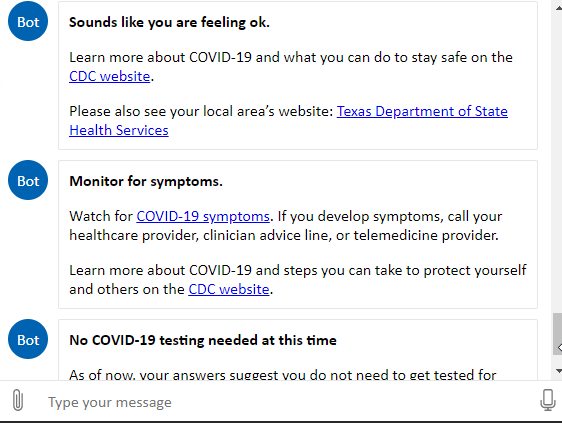 Bot
Sounds like you are feeling ok.
Learn more about COVID-19 and what you can do to stay safe on the
CDC website.
Please also see your local area’s website: Texas Department of State
Health Services
Bot
Monitor for symptoms.
Watch for COVID-19 symptoms. If you develop symptoms, call your
healthcare provider, clinician advice line, or telemedicine provider.
Learn more about COVID-19 and steps you can take to protect yourself
and others on the CDC website.
Bot
No COVID-19 testing needed at this time
As of now, your answers suggest you do not need to get tested for
Type your message